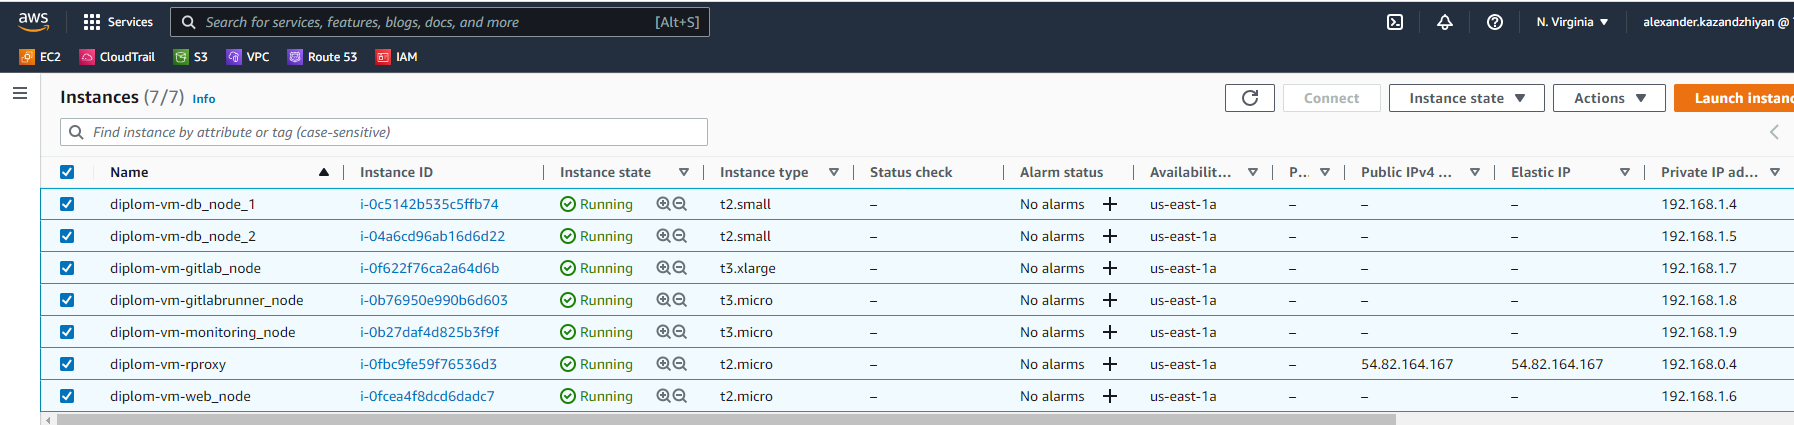 aws Services Search for services, features, blogs, docs, and more [Alt+S] N. Virginia alexander.kazandzhiyan @
EC2 CloudTrail S3 VPC Route 53 IAM
Instances (7/7) Info Connect Instance state Actions Launch instanc
Find instance by attribute or tag (case-sensitive)
Name Instance ID Instance state Instance type Status check Alarm status Availabilit... P... Public IPv4 ... Elastic IP Private IP ad...
diplom-vm-db_node_1 i-0c5142b535c5ffb74 Running t2.small – No alarms + us-east-1a – – – 192.168.1.4
diplom-vm-db_node_2 i-04a6cd96ab16d6d22 Running t2.small – No alarms + us-east-1a – – – 192.168.1.5
diplom-vm-gitlab_node i-0f622f76ca2a64d6b Running t3.xlarge – No alarms + us-east-1a – – – 192.168.1.7
diplom-vm-gitlabrunner_node i-0b76950e990b6d603 Running t3.micro – No alarms + us-east-1a – – – 192.168.1.8
diplom-vm-monitoring_node i-0b27daf4d825b3f9f Running t3.micro – No alarms + us-east-1a – – – 192.168.1.9
diplom-vm-rproxy i-0fbc9fe59f76536d3 Running t2.micro – No alarms + us-east-1a – 54.82.164.167 54.82.164.167 192.168.0.4
diplom-vm-web_node i-0fcea4f8dcd6dadc7 Running t2.micro – No alarms + us-east-1a – – – 192.168.1.6